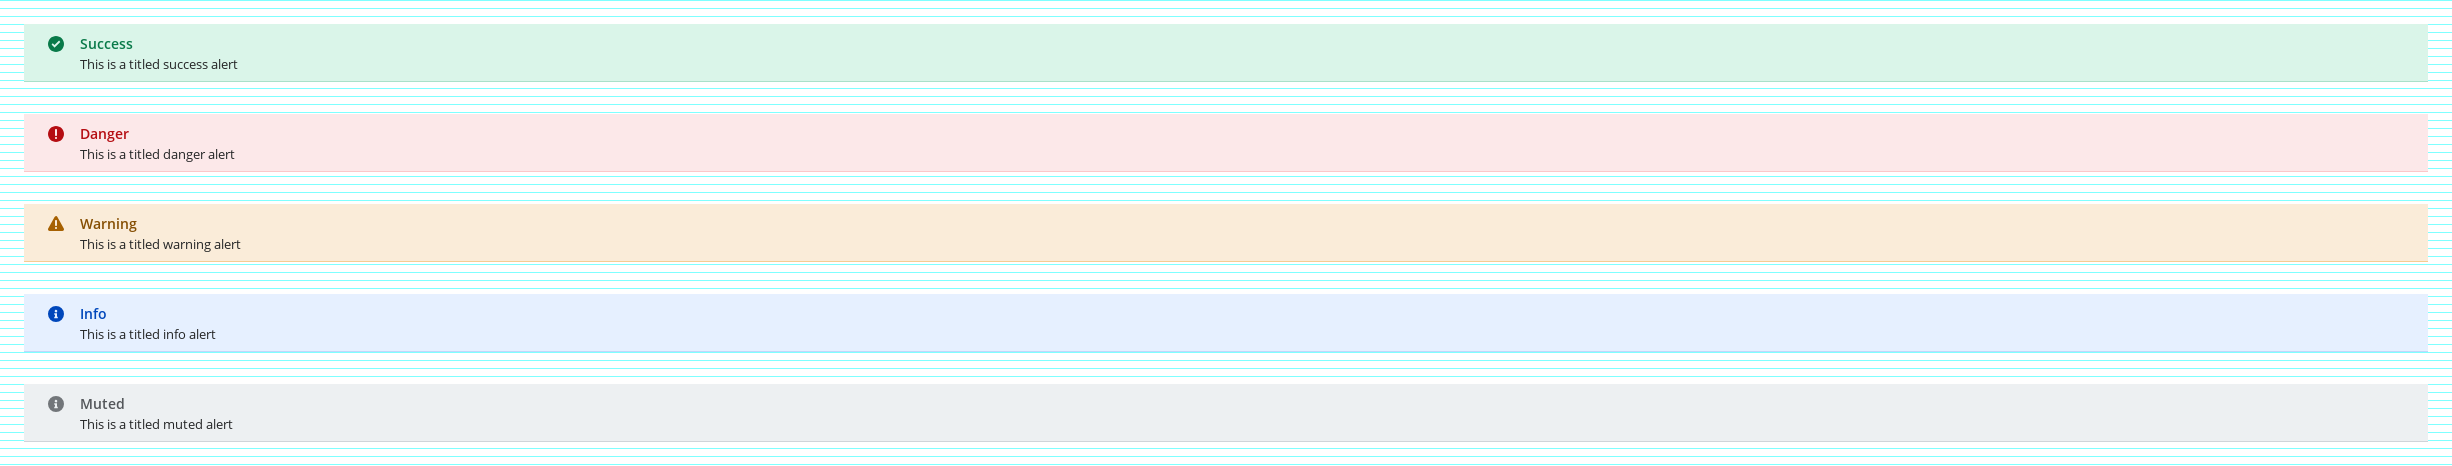 Success
This is a titled success alert
Danger
This is a titled danger alert
Warning
This is a titled warning alert
Info
This is a titled info alert
Muted
This is a titled muted alert